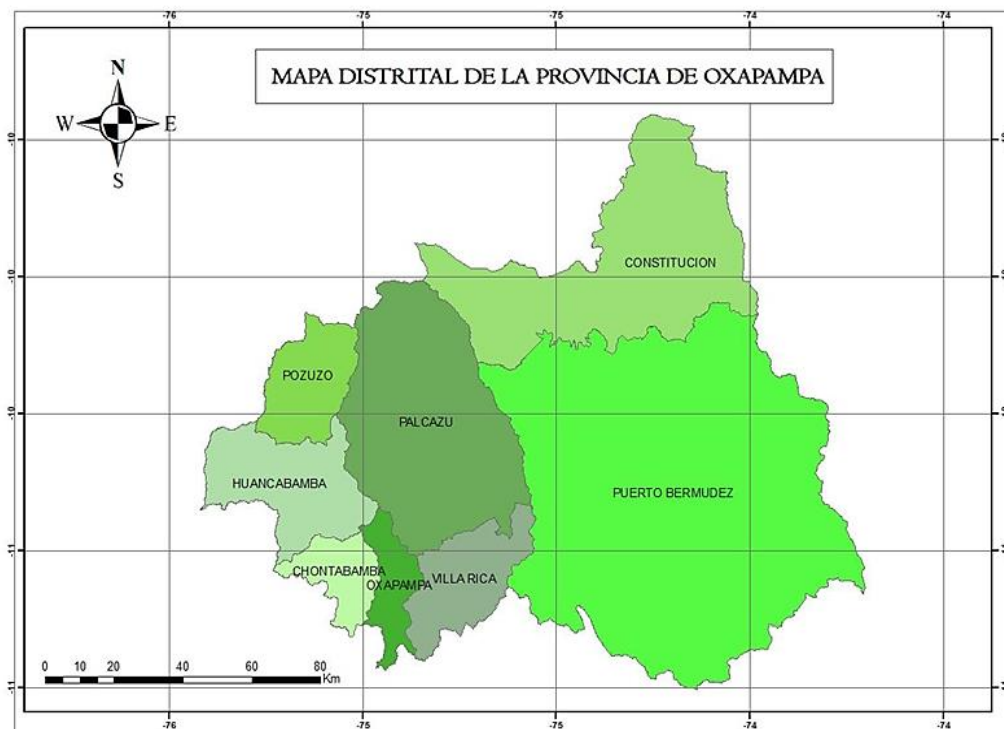 -76 -75 -75 -74 -74
MAPA DISTRITAL DE LA PROVINCIA DE OXAPAMPA
N
W E
S
-10
CONSTITUCION
-10
POZUZO
-10
PALCAZU
HUANCABAMBA
PUERTO BERMUDEZ
-11
CHONTABAMBA
OXAPAMPA
VILLA RICA
0 10 20 40 60 80
Km
-11
-76 -75 -75 -74 -74